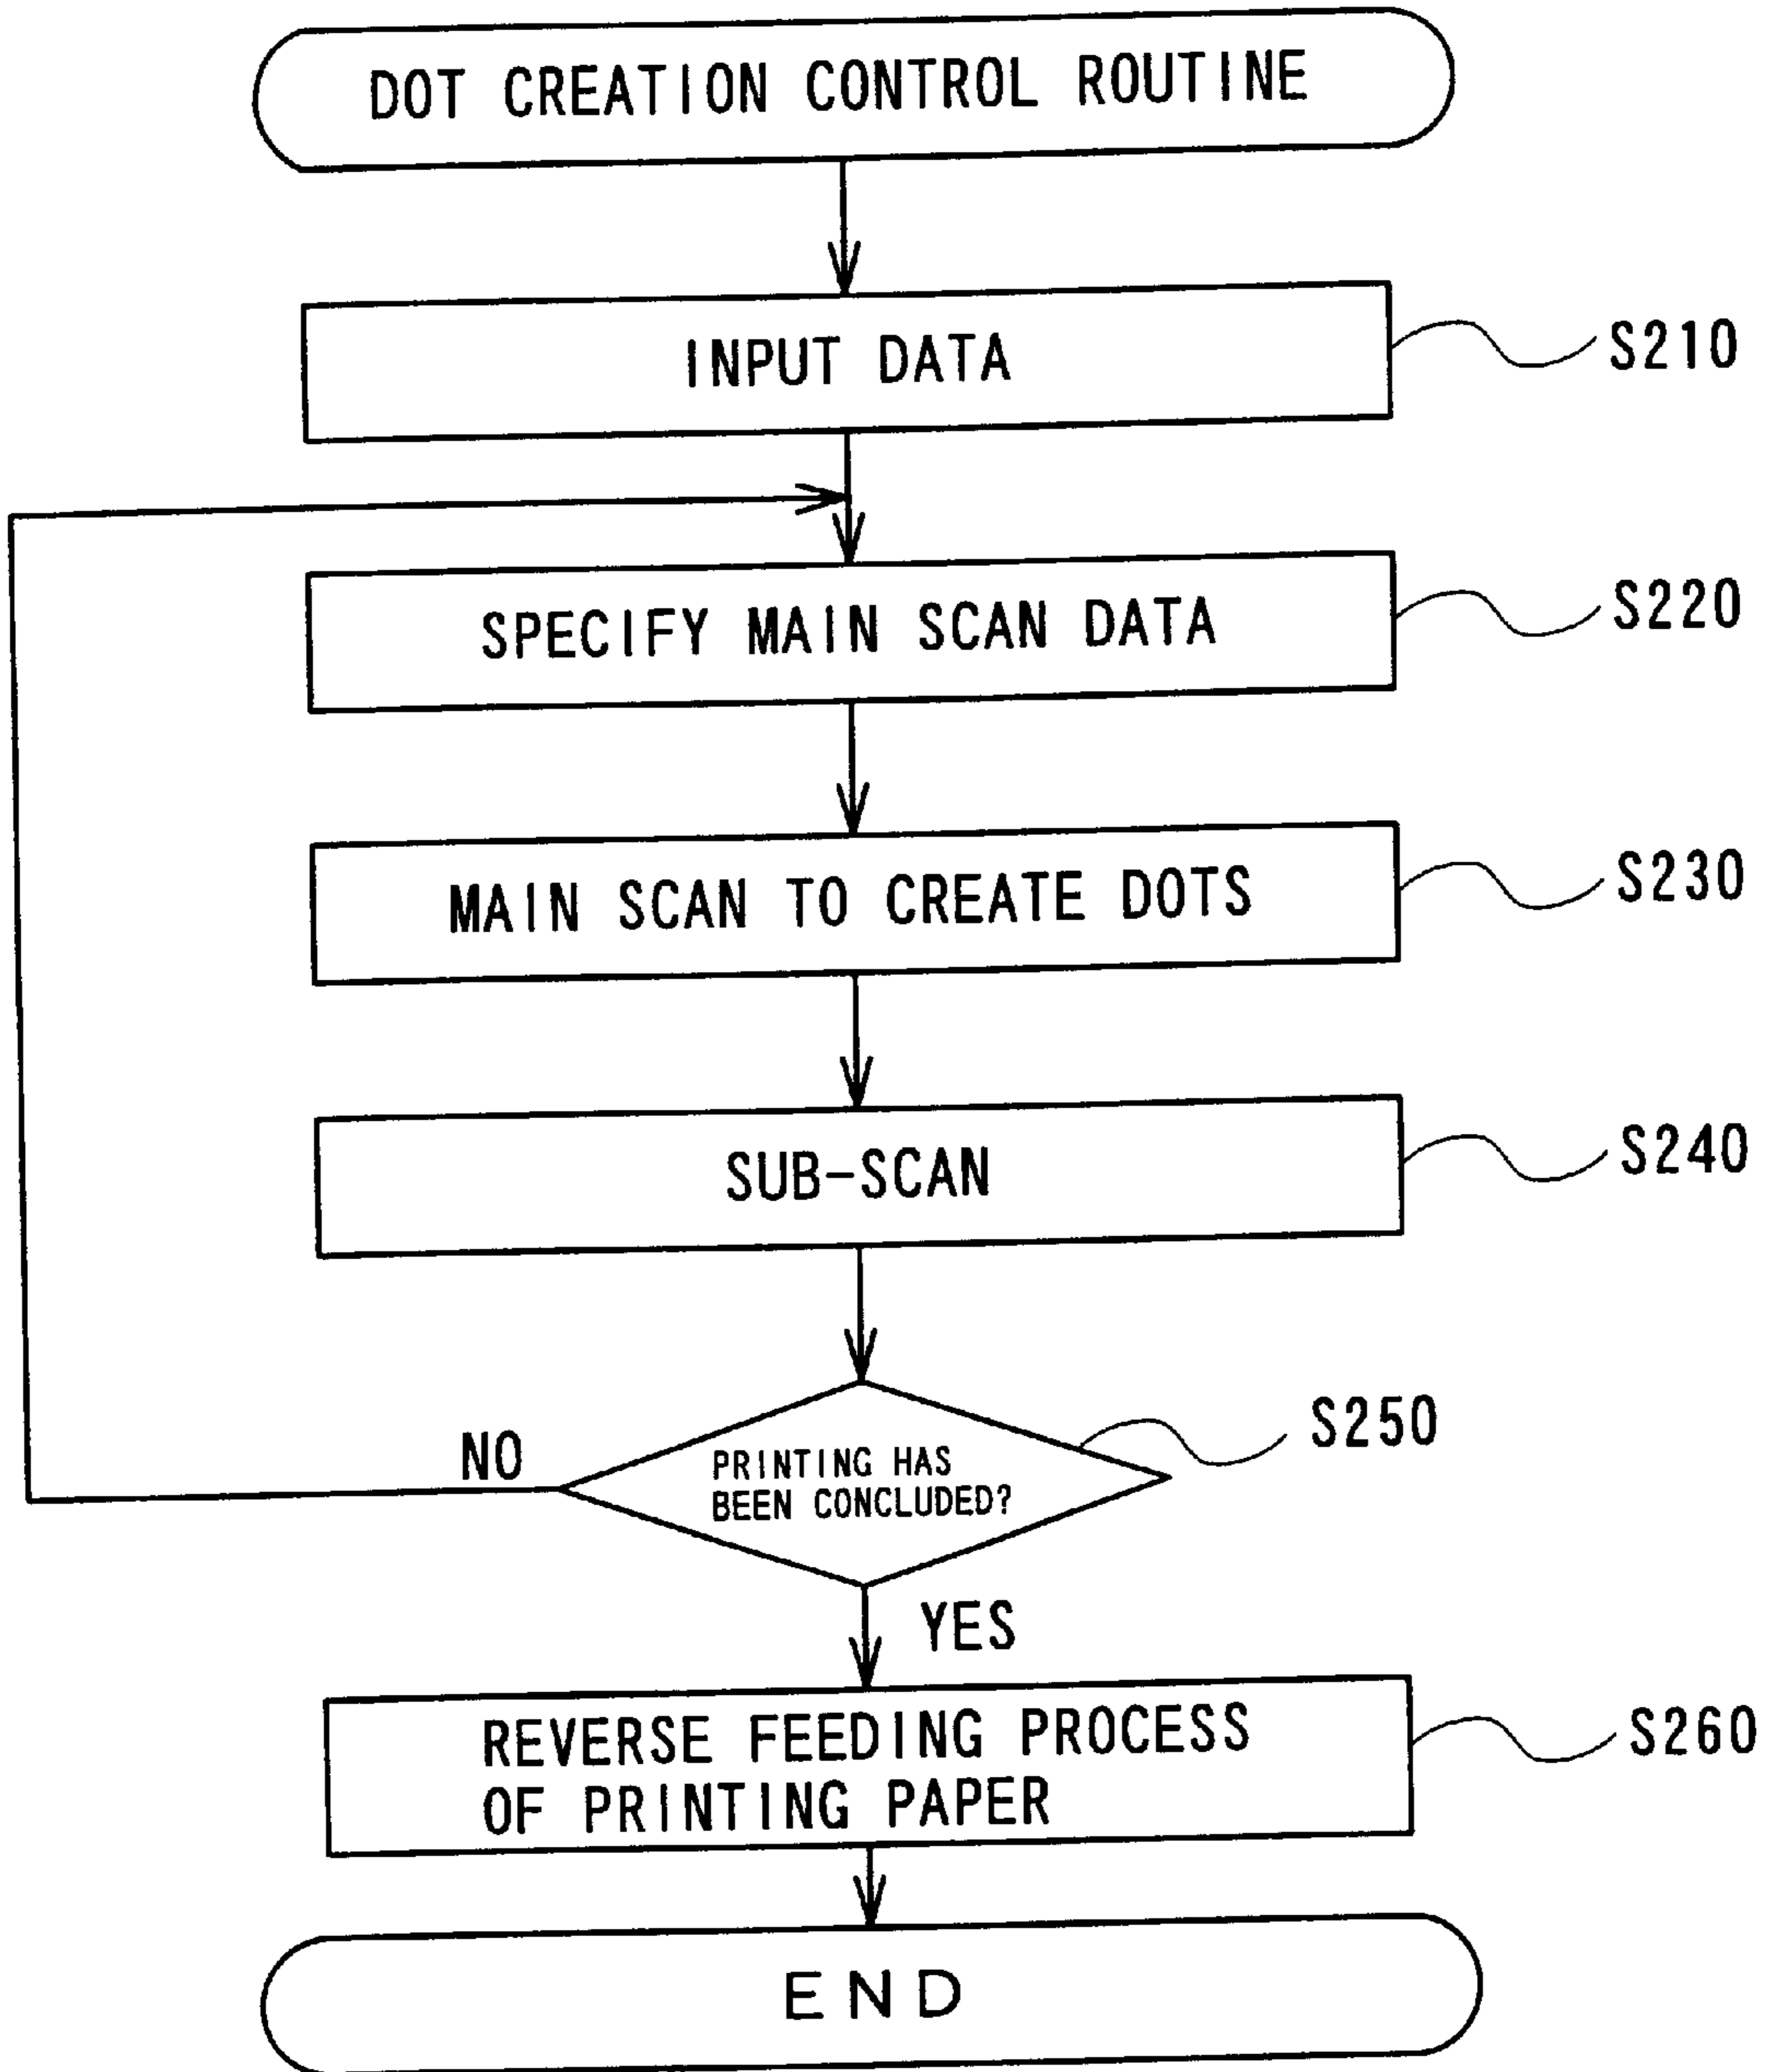 DOT CREATION CONTROL ROUTINE
INPUT DATA
S210
SPECIFY MAIN SCAN DATA
S220
MAIN SCAN TO CREATE DOTS
S230
SUB-SCAN
S240
S250
NO
PRINTING HAS
BEEN CONCLUDED?
YES
REVERSE FEEDING PROCESS
OF PRINTING PAPER
S260
END